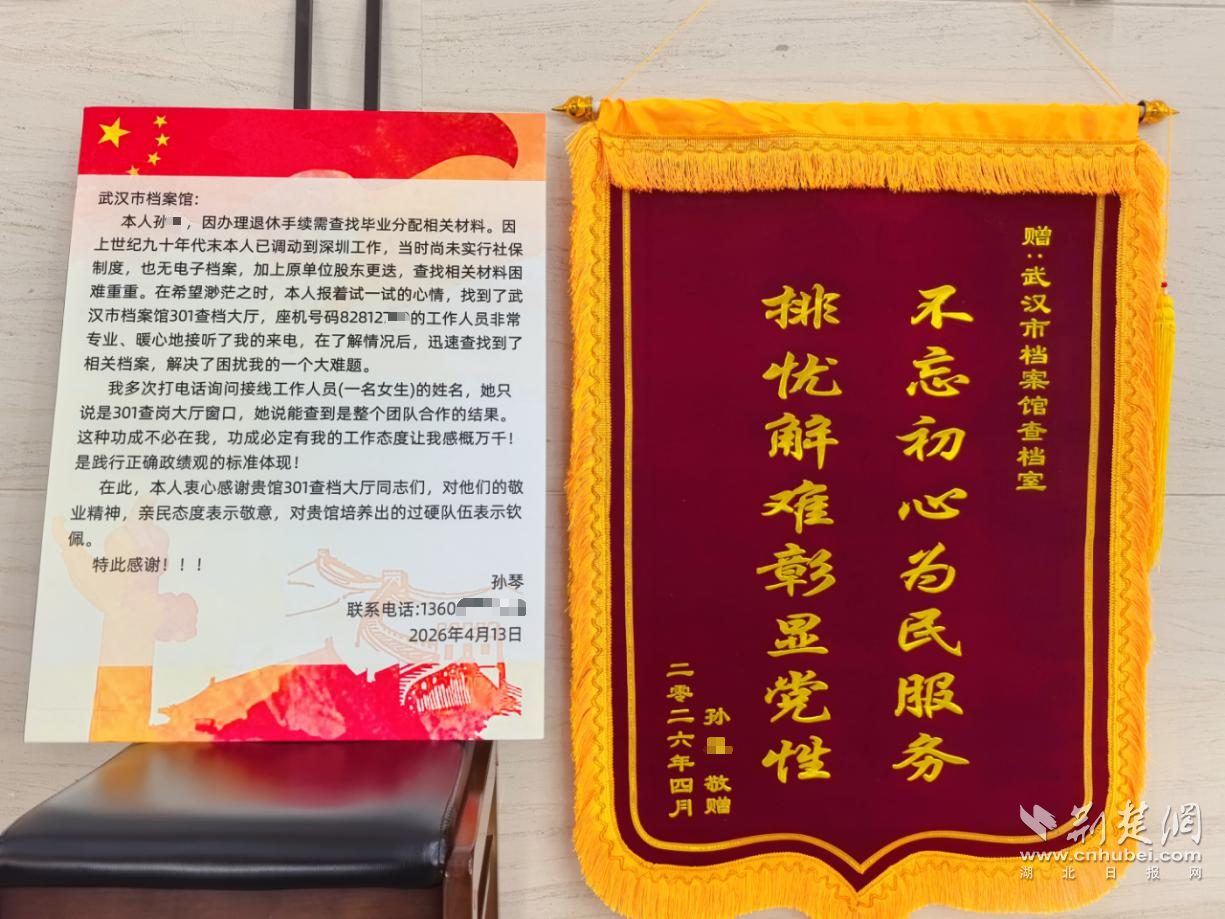 武汉市档案馆：
本人孙，因办理退休手续需查找毕业分配相关材料。因
上世纪九十年代末本人已调动到深圳工作，当时尚未实行社保
制度，也无电子档案，加上原单位股东更迭，查找相关材料困
难重重。在希望渺茫之时，本人报着试一试的心情，找到了武
汉市档案馆301查档大厅，座机号码82812的工作人员非常
专业、暖心地接听了我的来电，在了解情况后，迅速查找到了
相关档案，解决了困扰我的一个大难题。
我多次打电话询问接线工作人员(一名女生)的姓名，她只
说是301查岗大厅窗口，她说能查到是整个团队合作的结果。
这种功成不必在我，功成必定有我的工作态度让我感概万千！
是践行正确政绩观的标准体现！
在此，本人衷心感谢贵馆301查档大厅同志们，对他们的敬
业精神，亲民态度表示敬意，对贵馆培养出的过硬队伍表示钦
佩。
特此感谢！！！
孙琴
联系电话:1360
2026年4月13日
赠：武汉市档案馆查档室
不忘初心为民服务
排忧解难彰显党性
孙 敬赠
二零二六年四月
荆楚网
www.cnhubei.com
湖北日报网